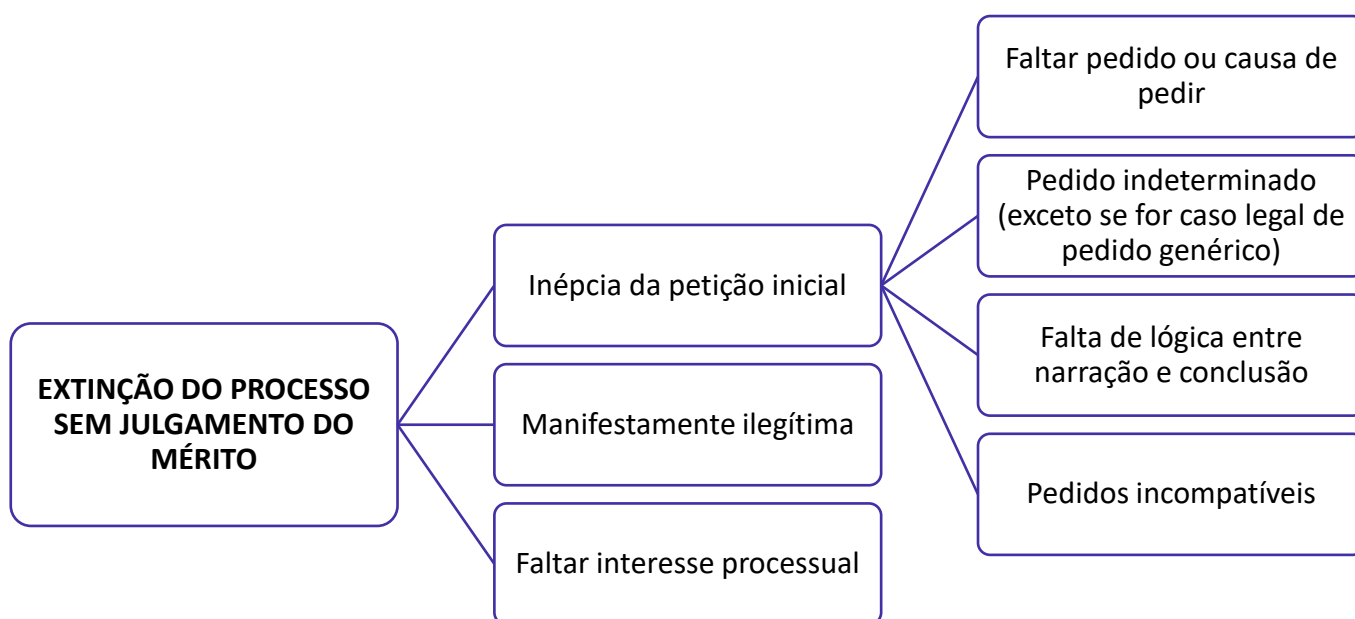 EXTINÇÃO DO PROCESSO
SEM JULGAMENTO DO
MÉRITO
Inépcia da petição inicial
Manifestamente ilegítima
Faltar interesse processual
Faltar pedido ou causa de
pedir
Pedido indeterminado
(exceto se for caso legal de
pedido genérico)
Falta de lógica entre
narração e conclusão
Pedidos incompatíveis